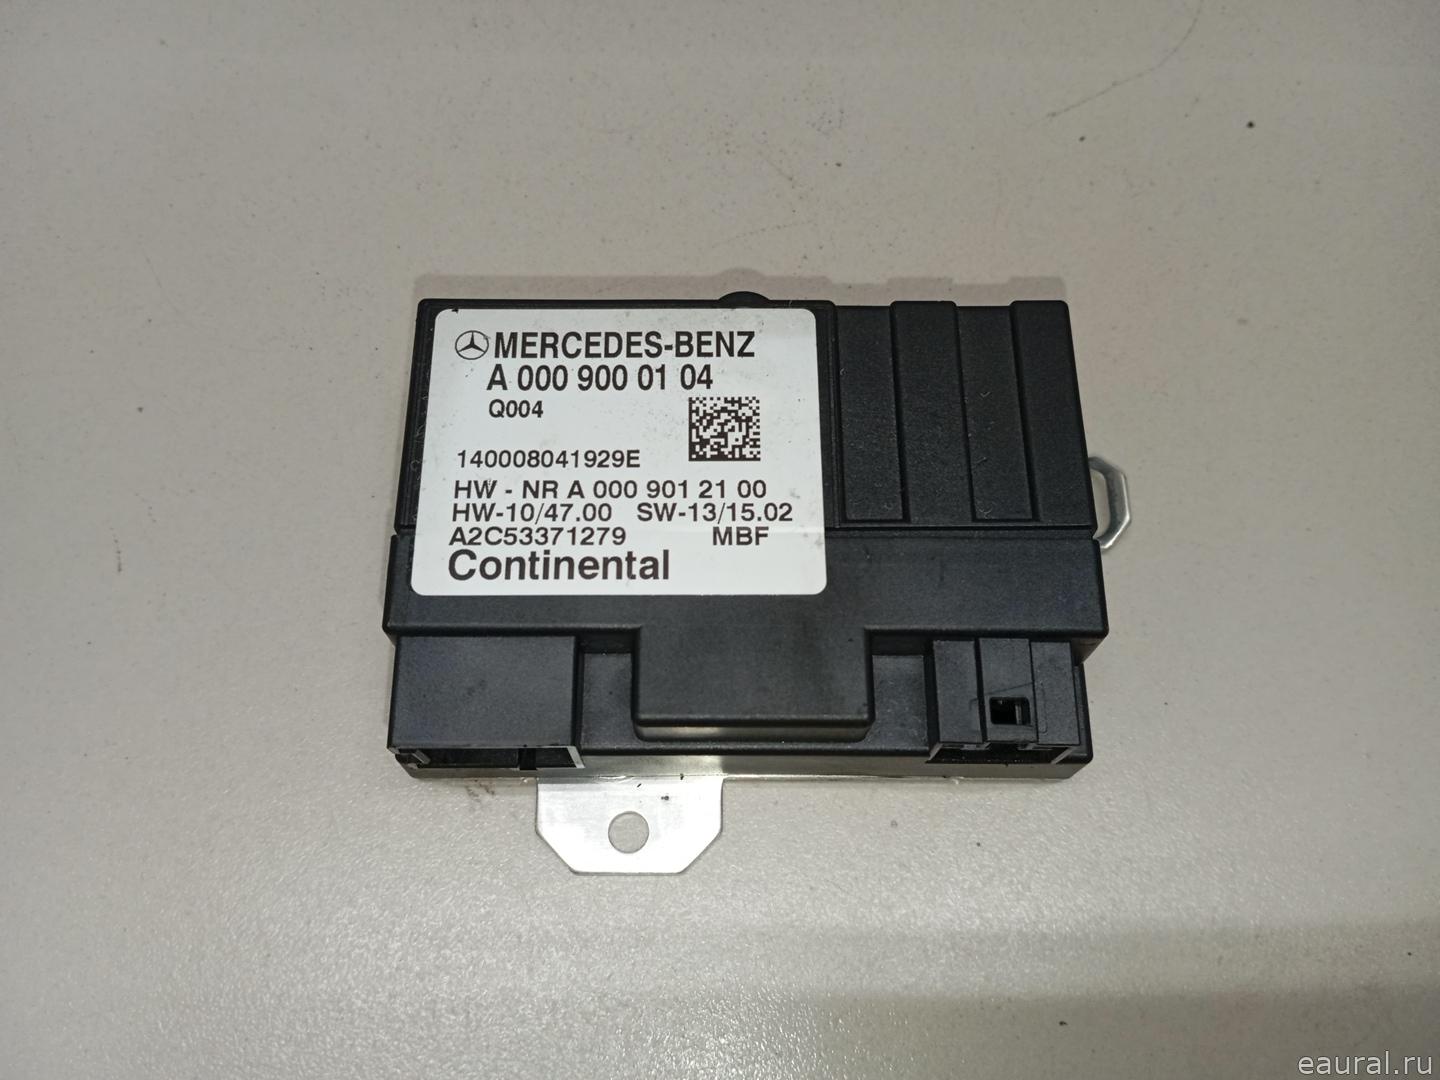 MERCEDES-BENZ
A 000 900 01 04
Q004
140008041929E
HW - NR A 000 901 21 00
HW-10/47.00 SW-13/15.02
A2C53371279 MBF
Continental
eaural.ru